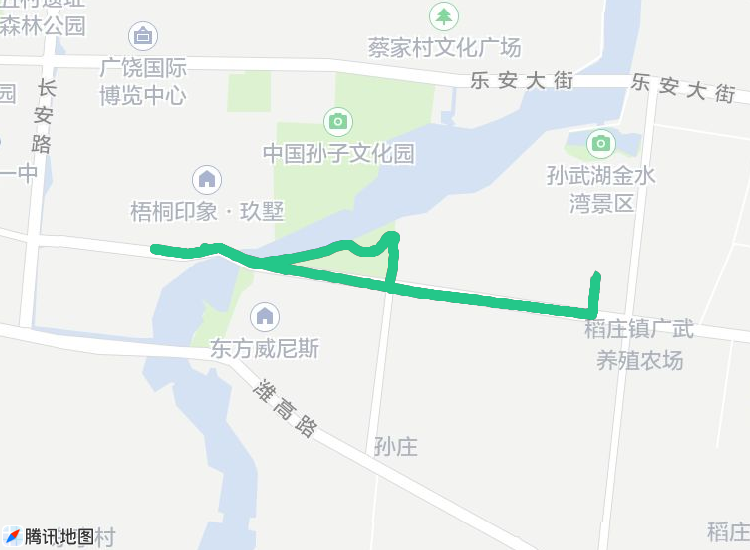 森林公园
蔡家村文化广场
广饶国际
博览中心
乐安大街
乐安大街
园
长安路
中国孙子文化园
一中
孙武湖金水
湾景区
梧桐印象·玖墅
东方威尼斯
稻庄镇广武
养殖农场
潍高路
孙庄
腾讯地图
村
稻庄